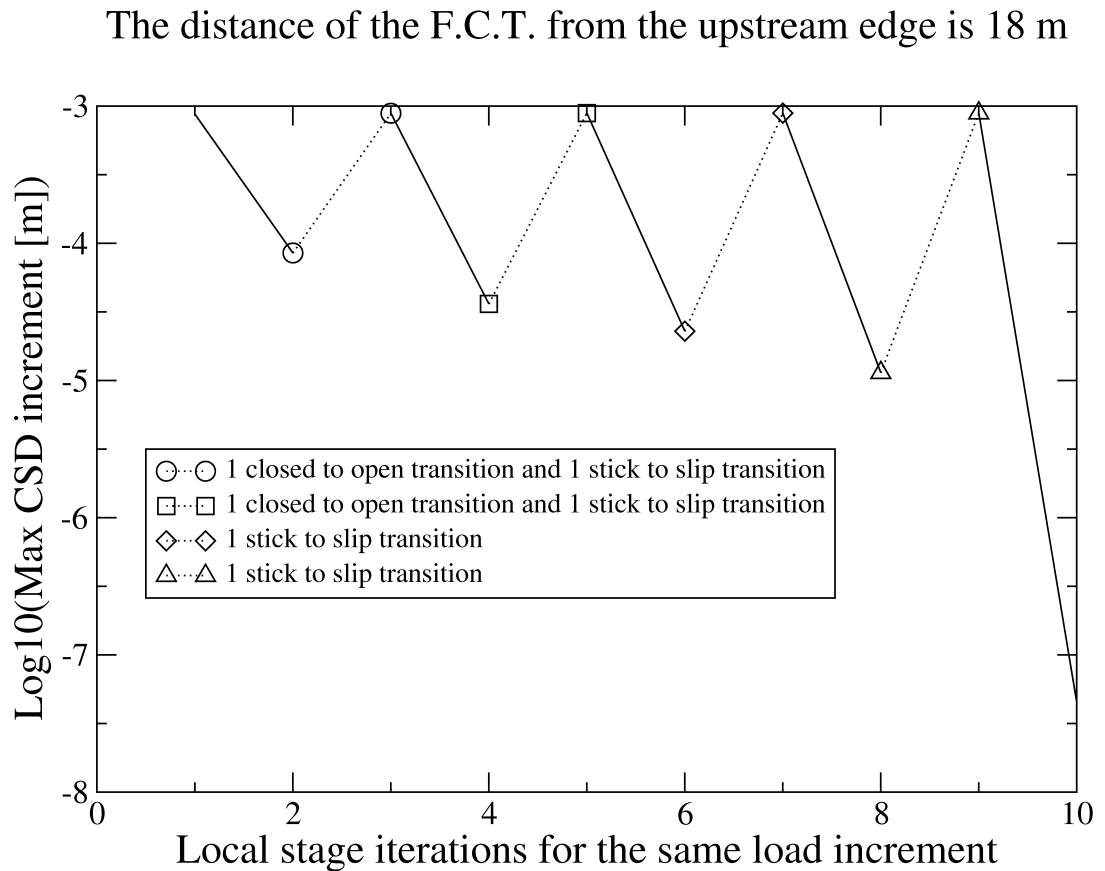 The distance of the F.C.T. from the upstream edge is 18 m
Log10(Max CSD increment [m])
-3
-4
-5
-6
-7
-8
1 closed to open transition and 1 stick to slip transition
1 closed to open transition and 1 stick to slip transition
1 stick to slip transition
1 stick to slip transition
0 2 4 6 8 10
Local stage iterations for the same load increment